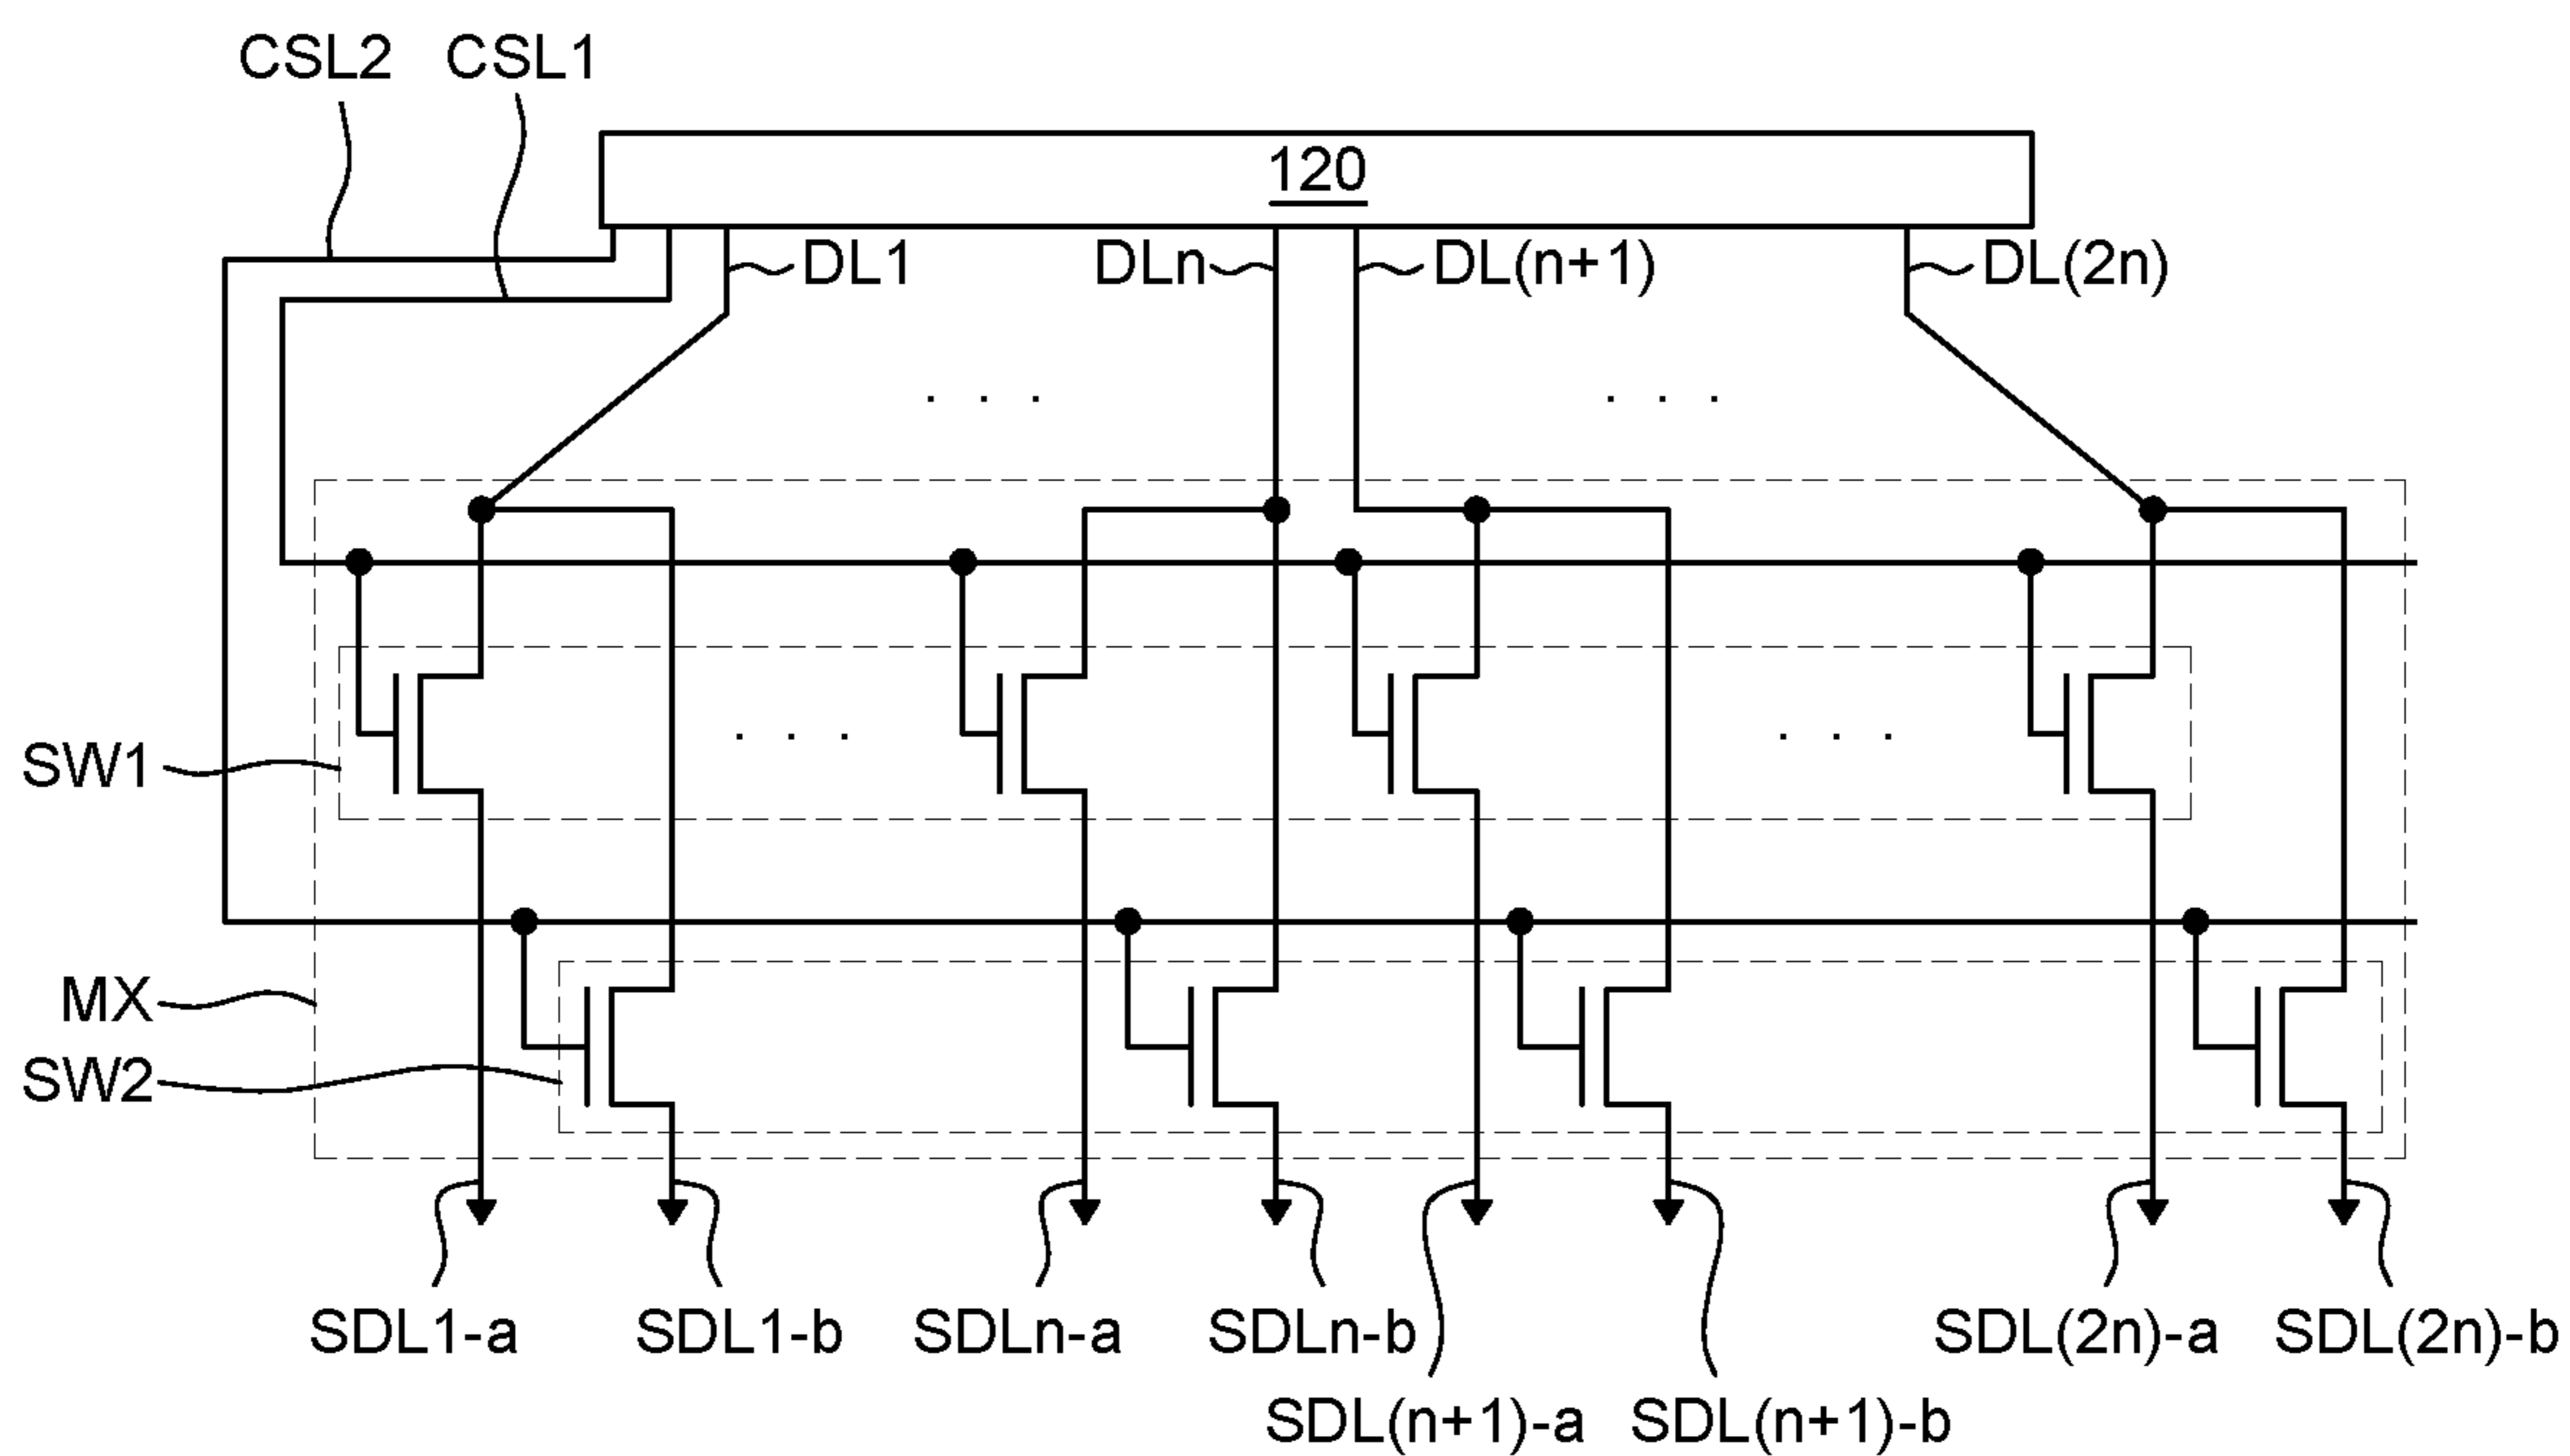 CSL2 CSL1
120
DL1 DLn DL(n+1) DL(2n)
SW1
MX
SW2
SDL1-a SDL1-b SDLn-a SDLn-b SDL(2n)-a SDL(2n)-b
SDL(n+1)-a SDL(n+1)-b